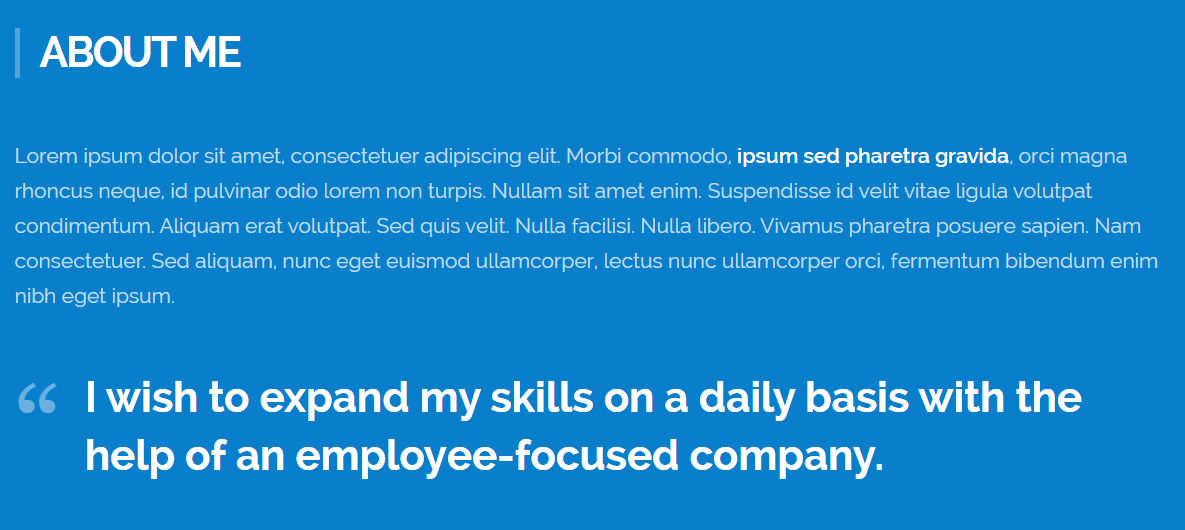 ABOUT ME
Lorem ipsum dolor sit amet, consectetuer adipiscing elit. Morbi commodo, ipsum sed pharetra gravida, orci magna
rhoncus neque, id pulvinar odio lorem non turpis. Nullam sit amet enim. Suspendisse id velit vitae ligula volutpat
condimentum. Aliquam erat volutpat. Sed quis velit. Nulla facilisi. Nulla libero. Vivamus pharetra posuere sapien. Nam
consectetuer. Sed aliquam, nunc eget euismod ullamcorper, lectus nunc ullamcorper orci, fermentum bibendum enim
nibh eget ipsum.
“ I wish to expand my skills on a daily basis with the
help of an employee-focused company.